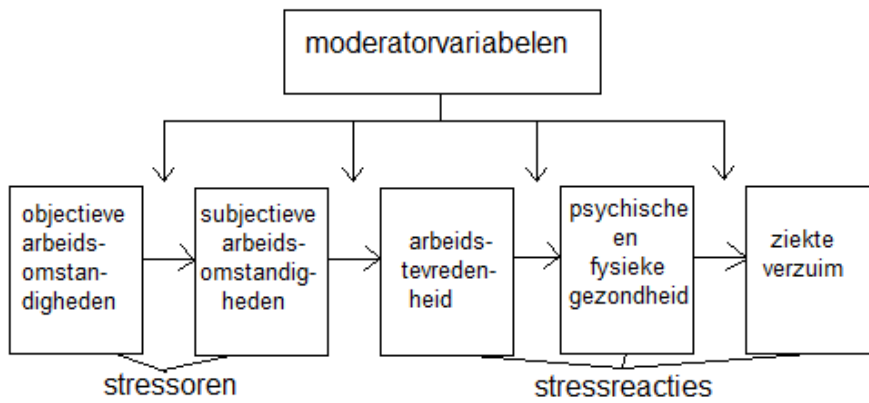 moderatorvariabelen
objectieve
arbeids-
omstan-
digheden
subjectieve
arbeids-
omstandig-
heden
arbeids-
tevreden-
heid
psychische
en
fysieke
gezondheid
ziekte
verzuim
stressoren
stressreacties